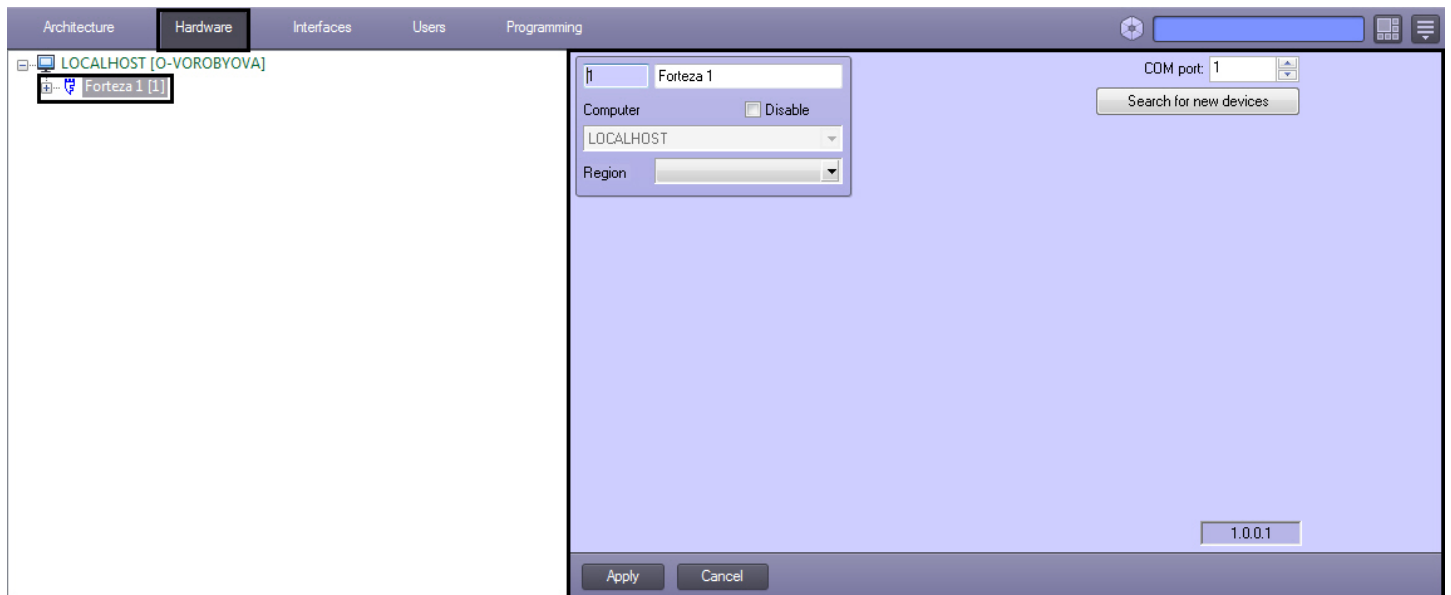 Architecture Hardware Interfaces Users Programming
LOCALHOST [O-VOROBYOVA]
Forteza 1 [1]
1 Forteza 1
Computer Disable
LOCALHOST
Region
COM port: 1
Search for new devices
1.0.0.1
Apply Cancel